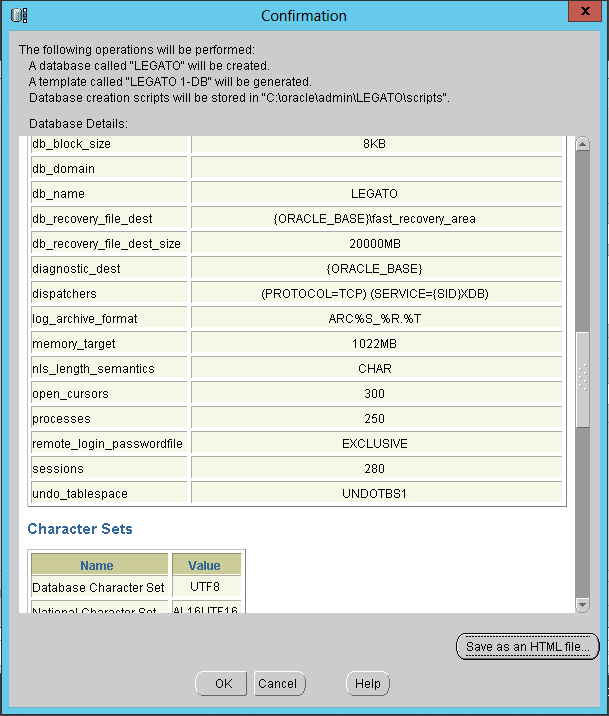 Confirmation
x
The following operations will be performed:
A database called "LEGATO" will be created.
A template called "LEGATO 1-DB" will be generated.
Database creation scripts will be stored in "C:\oracle\admin\LEGATO\scripts".
Database Details:
db_block_size 8KB
db_domain
db_name LEGATO
db_recovery_file_dest {ORACLE_BASE}\fast_recovery_area
db_recovery_file_dest_size 20000MB
diagnostic_dest {ORACLE_BASE}
dispatchers (PROTOCOL=TCP) (SERVICE={SID}XDB)
log_archive_format ARC%S_%R.%T
memory_target 1022MB
nls_length_semantics CHAR
open_cursors 300
processes 250
remote_login_passwordfile EXCLUSIVE
sessions 280
undo_tablespace UNDOTBS1
Character Sets
Name Value
Database Character Set UTF8
National Character Set AL16UTF16
Save as an HTML file...
OK Cancel Help